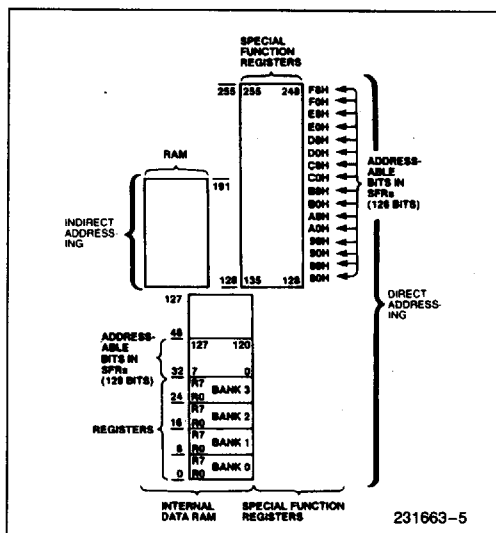 SPECIAL
FUNCTION
REGISTERS
255 255 248
F8H
F0H
E8H
E0H
D8H
D0H
C8H
C0H
B8H
B0H
A8H
A0H
98H
90H
88H
80H
ADDRESS-
ABLE
BITS IN
SFRs
(128 BITS)
RAM
191
INDIRECT
ADDRESS-
ING
128 135 128
DIRECT
ADDRESS-
ING
127
48
127 120
ADDRESS-
ABLE
BITS IN
SFRs
(128 BITS)
32 7 0
R7
BANK 3
24 R0
R7
BANK 2
16 R0
REGISTERS
R7
BANK 1
8 R0
R7
BANK 0
0 R0
INTERNAL
DATA RAM
SPECIAL FUNCTION
REGISTERS
231663-5